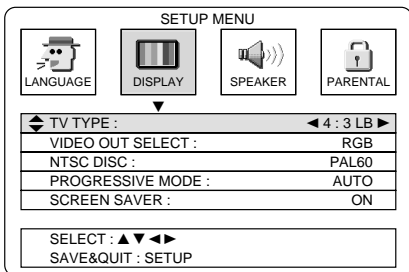 SETUP MENU
LANGUAGE DISPLAY SPEAKER PARENTAL
▼
TV TYPE : ◀ 4 : 3 LB ▶
VIDEO OUT SELECT : RGB
NTSC DISC : PAL60
PROGRESSIVE MODE : AUTO
SCREEN SAVER : ON
SELECT : ▲ ▼ ◀ ▶
SAVE&QUIT : SETUP